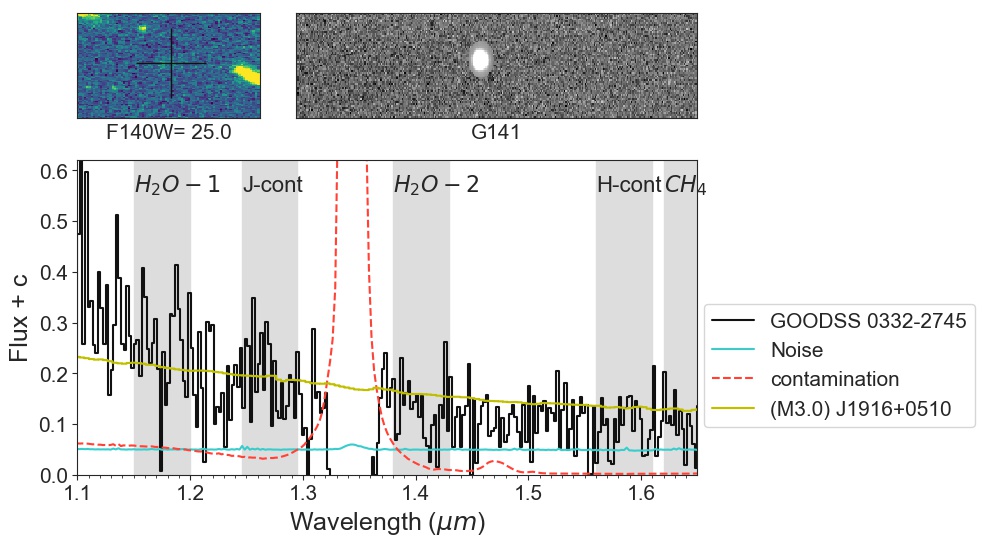 F140W= 25.0
G141
H₂O − 1
J-cont
H₂O − 2
H-cont
CH₄
0.6
0.5
0.4
0.3
0.2
0.1
0.0
Flux + c
1.1
1.2
1.3
1.4
1.5
1.6
Wavelength (μm)
GOODSS 0332-2745
Noise
contamination
(M3.0) J1916+0510